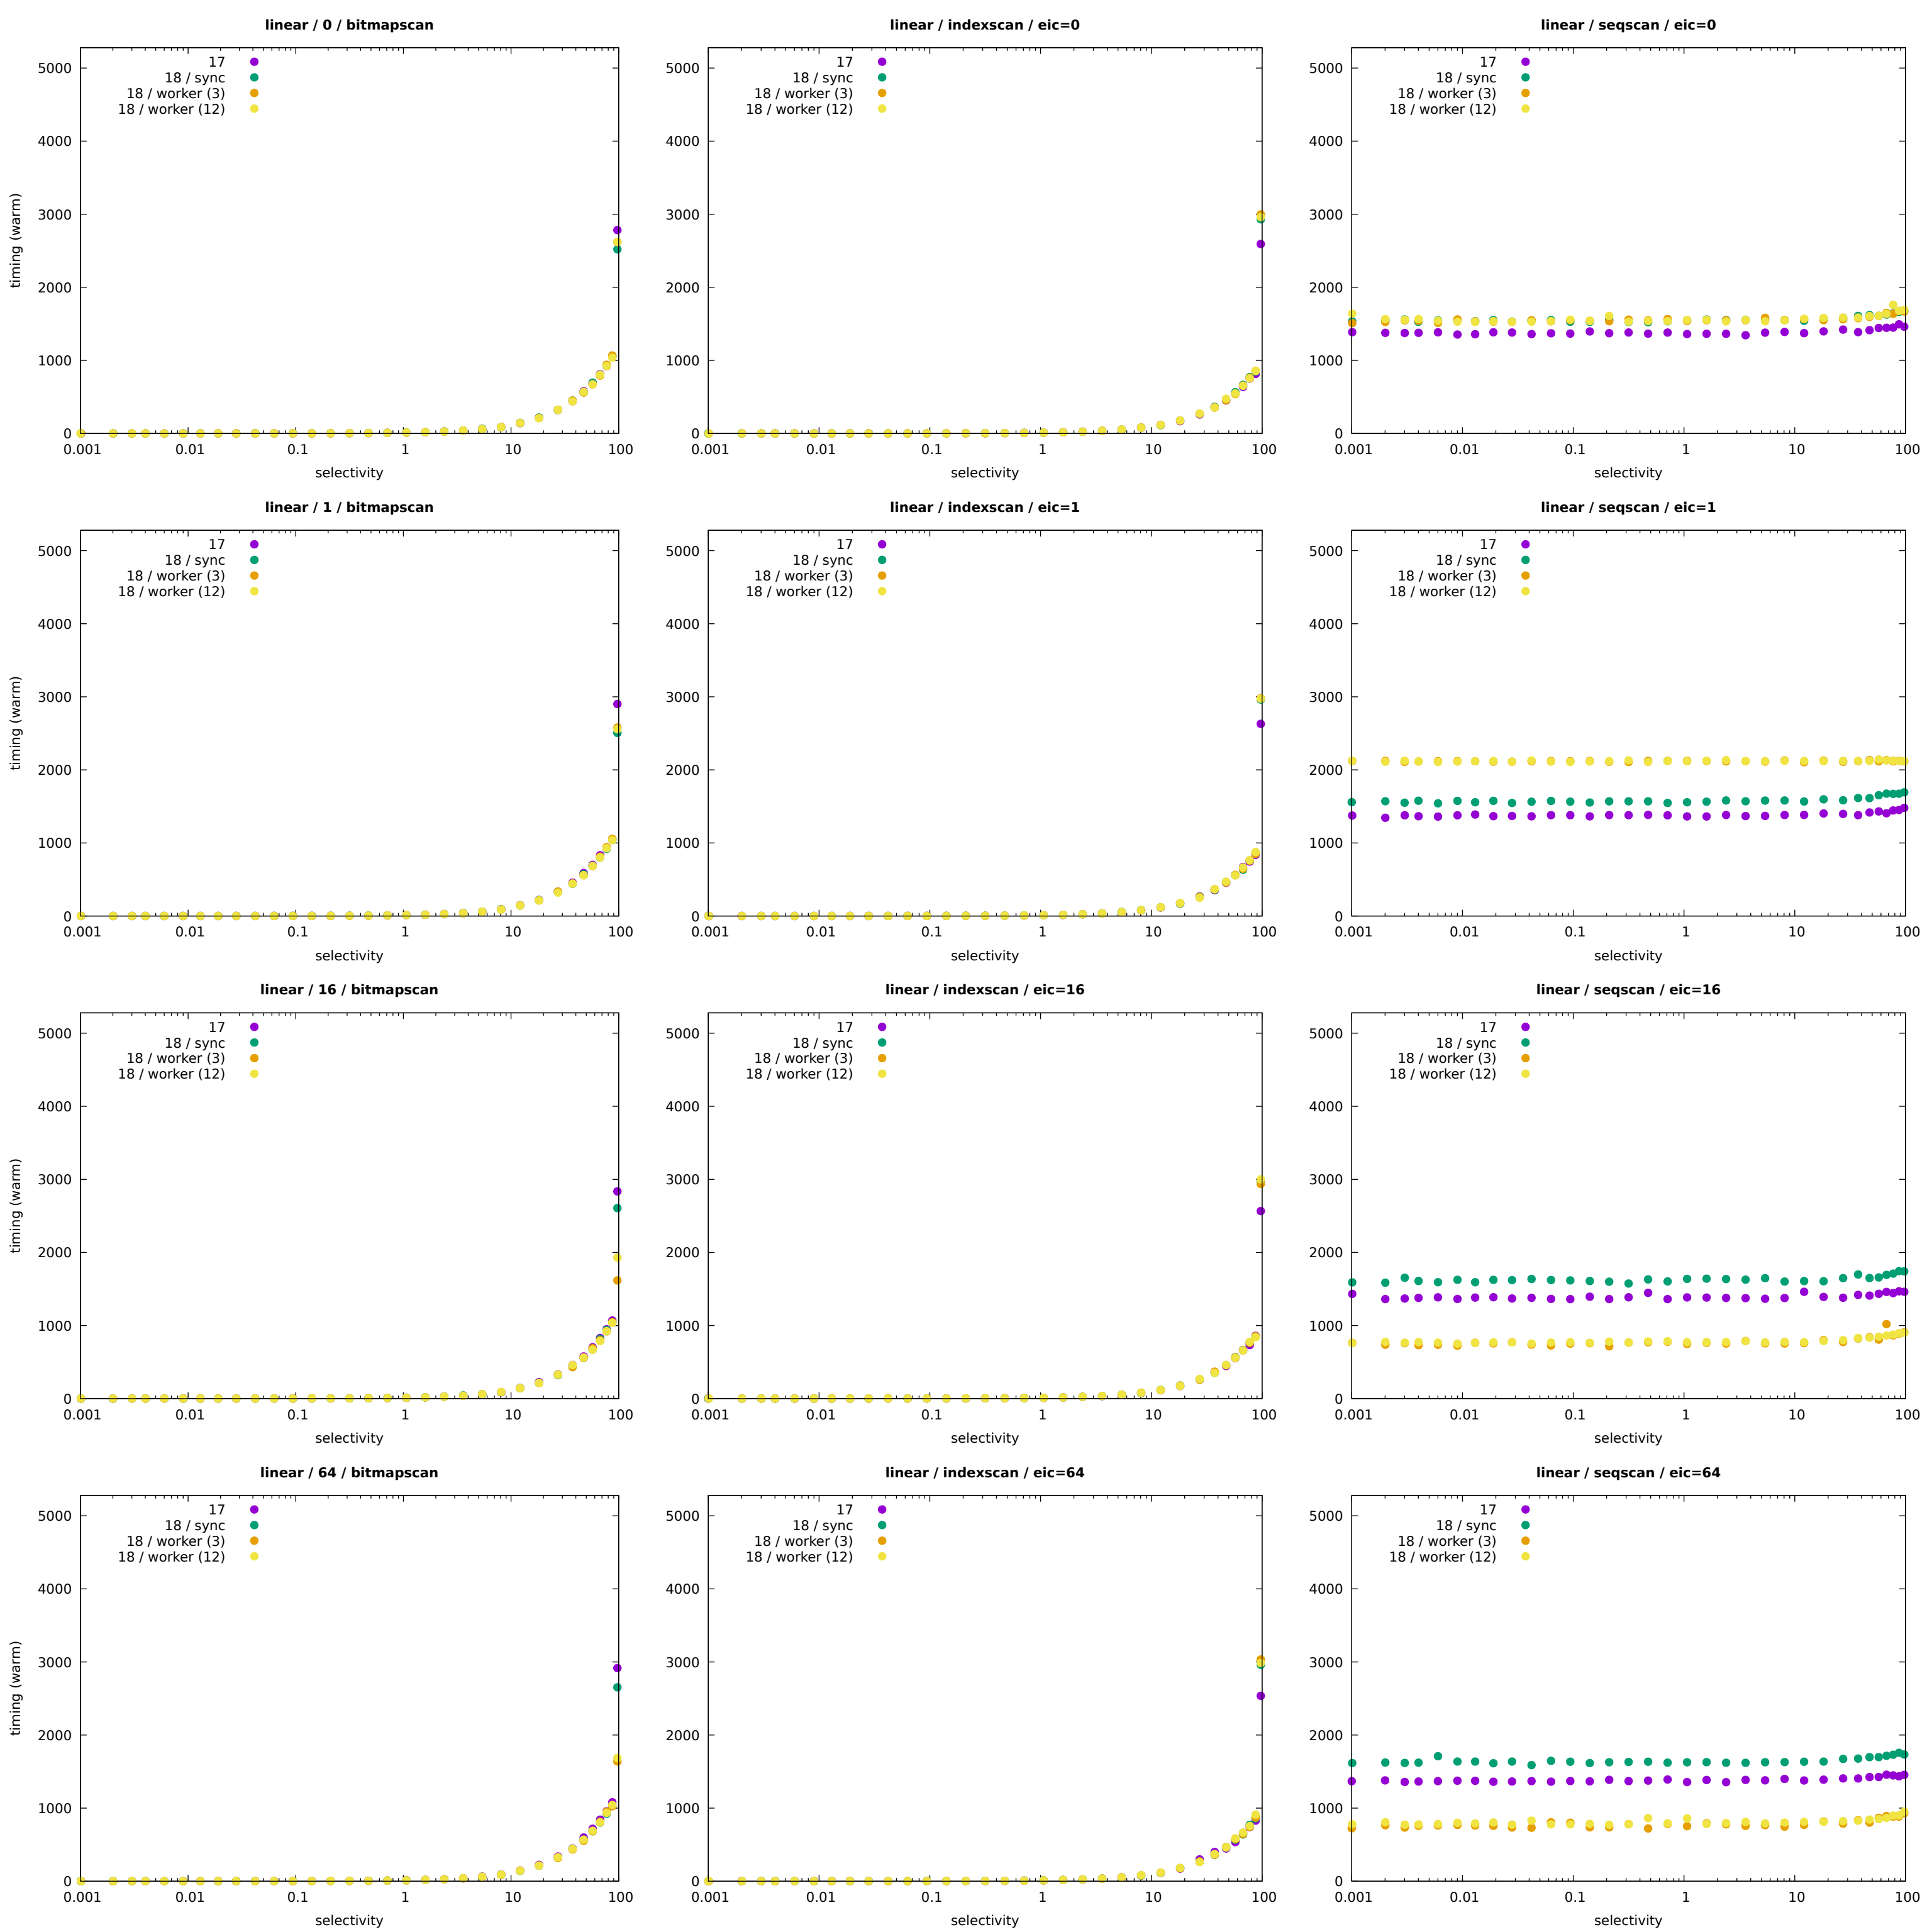 linear / 0 / bitmapscan
timing (warm)
5000
4000
3000
2000
1000
0
17
18 / sync
18 / worker (3)
18 / worker (12)
0.001 0.01 0.1 1 10 100
selectivity
linear / indexscan / eic=0
5000
4000
3000
2000
1000
0
17
18 / sync
18 / worker (3)
18 / worker (12)
0.001 0.01 0.1 1 10 100
selectivity
linear / seqscan / eic=0
5000
4000
3000
2000
1000
0
17
18 / sync
18 / worker (3)
18 / worker (12)
0.001 0.01 0.1 1 10 100
selectivity
linear / 1 / bitmapscan
timing (warm)
5000
4000
3000
2000
1000
0
17
18 / sync
18 / worker (3)
18 / worker (12)
0.001 0.01 0.1 1 10 100
selectivity
linear / indexscan / eic=1
5000
4000
3000
2000
1000
0
17
18 / sync
18 / worker (3)
18 / worker (12)
0.001 0.01 0.1 1 10 100
selectivity
linear / seqscan / eic=1
5000
4000
3000
2000
1000
0
17
18 / sync
18 / worker (3)
18 / worker (12)
0.001 0.01 0.1 1 10 100
selectivity
linear / 16 / bitmapscan
timing (warm)
5000
4000
3000
2000
1000
0
17
18 / sync
18 / worker (3)
18 / worker (12)
0.001 0.01 0.1 1 10 100
selectivity
linear / indexscan / eic=16
5000
4000
3000
2000
1000
0
17
18 / sync
18 / worker (3)
18 / worker (12)
0.001 0.01 0.1 1 10 100
selectivity
linear / seqscan / eic=16
5000
4000
3000
2000
1000
0
17
18 / sync
18 / worker (3)
18 / worker (12)
0.001 0.01 0.1 1 10 100
selectivity
linear / 64 / bitmapscan
timing (warm)
5000
4000
3000
2000
1000
0
17
18 / sync
18 / worker (3)
18 / worker (12)
0.001 0.01 0.1 1 10 100
selectivity
linear / indexscan / eic=64
5000
4000
3000
2000
1000
0
17
18 / sync
18 / worker (3)
18 / worker (12)
0.001 0.01 0.1 1 10 100
selectivity
linear / seqscan / eic=64
5000
4000
3000
2000
1000
0
17
18 / sync
18 / worker (3)
18 / worker (12)
0.001 0.01 0.1 1 10 100
selectivity